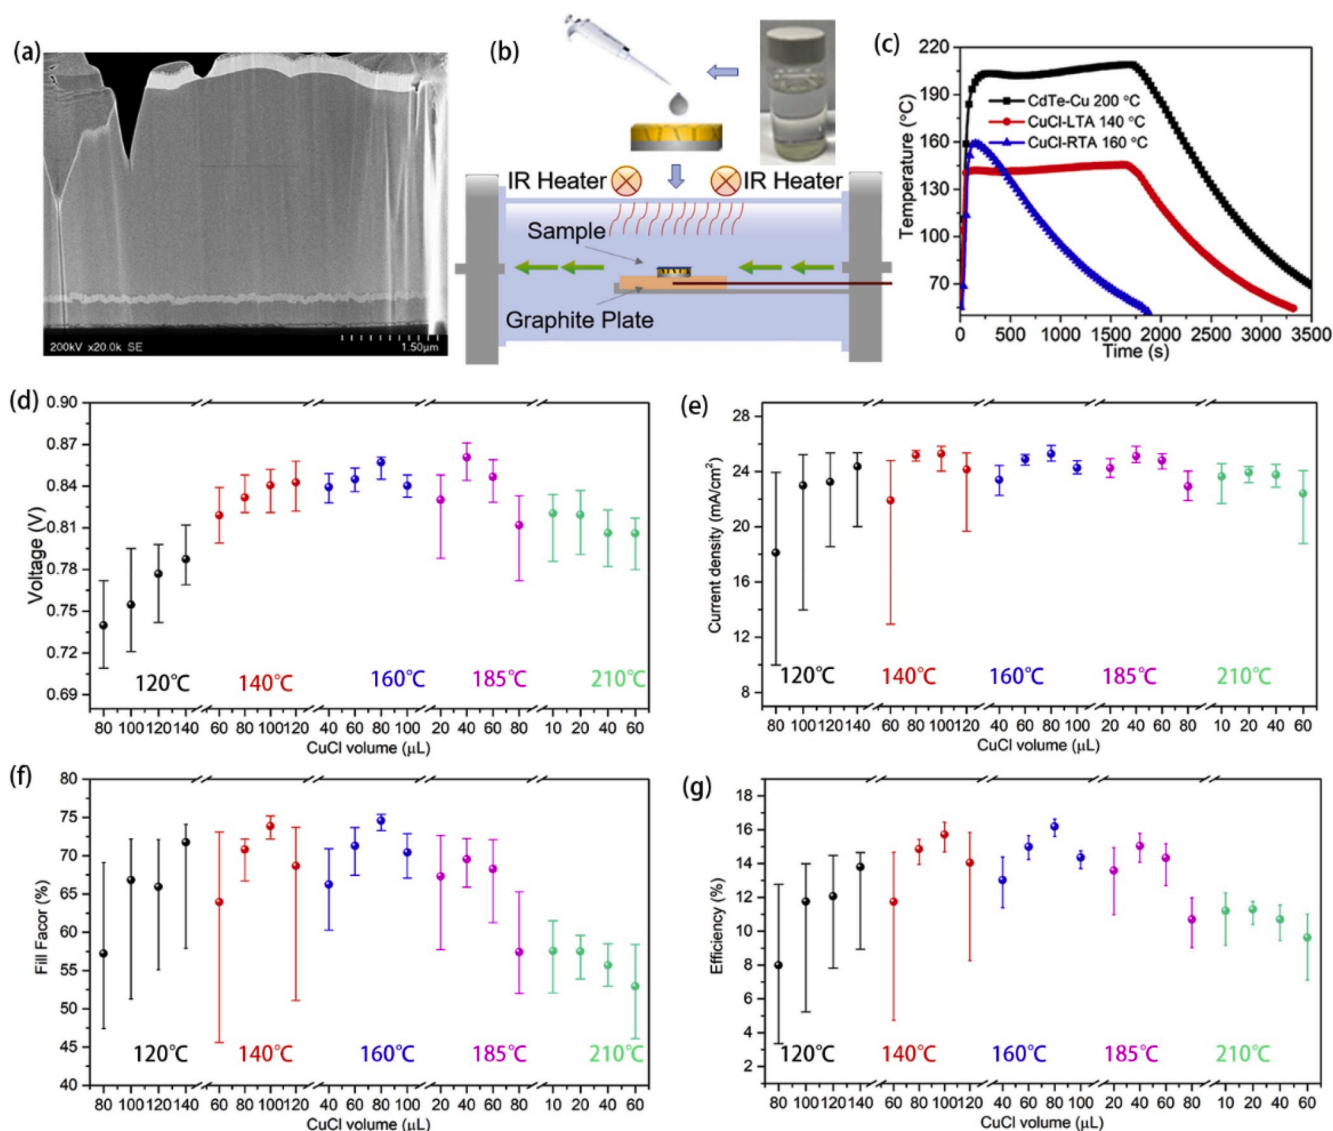 (a)
200kV x20.0k SE
1.50μm
(b)
IR Heater
IR Heater
Sample
Graphite Plate
(c)
220
190
160
130
100
70
Temperature (°C)
CdTe-Cu 200 °C
CuCl-LTA 140 °C
CuCl-RTA 160 °C
0 500 1000 1500 2000 2500 3000 3500
Time (s)
(d)
0.90
0.87
0.84
0.81
0.78
0.75
0.72
0.69
Voltage (V)
120℃ 140℃ 160℃ 185℃ 210℃
80 100 120 140 60 80 100 120 40 60 80 100 20 40 60 80 10 20 40 60
CuCl volume (μL)
(e)
28
24
20
16
12
8
Current density (mA/cm²)
120℃ 140℃ 160℃ 185℃ 210℃
80 100 120 140 60 80 100 120 40 60 80 100 20 40 60 80 10 20 40 60
CuCl volume (μL)
(f)
80
75
70
65
60
55
50
45
40
Fill Facor (%)
120℃ 140℃ 160℃ 185℃ 210℃
80 100 120 140 60 80 100 120 40 60 80 100 20 40 60 80 10 20 40 60
CuCl volume (μL)
(g)
18
16
14
12
10
8
6
4
2
Efficiency (%)
120℃ 140℃ 160℃ 185℃ 210℃
80 100 120 140 60 80 100 120 40 60 80 100 20 40 60 80 10 20 40 60
CuCl volume (μL)